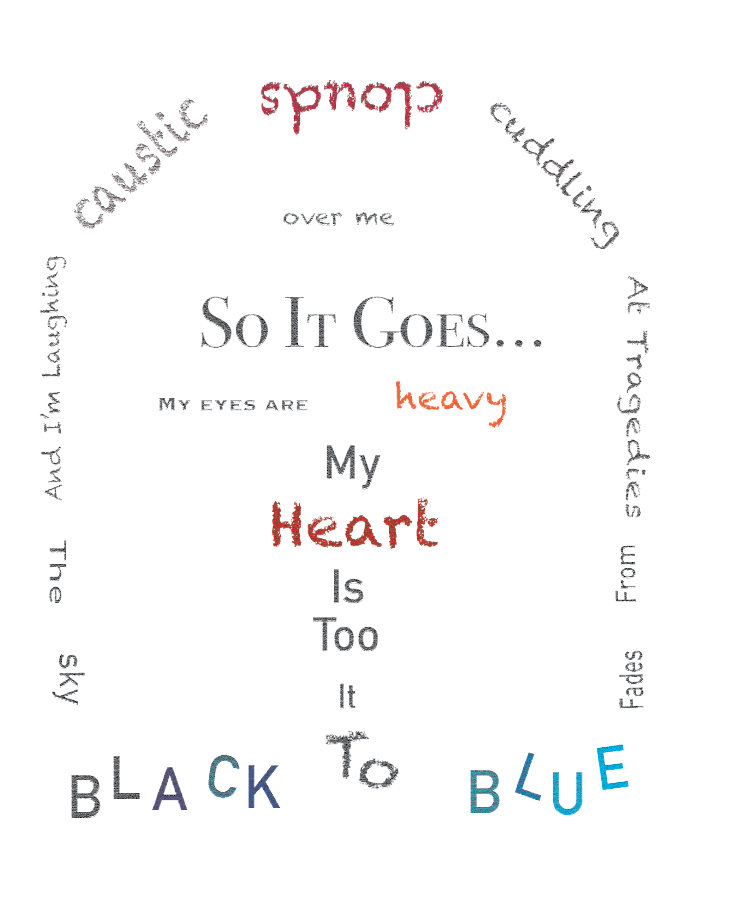 caustic
clouds
cuddling
over me
And I'm Laughing
At Tragedies
So It Goes...
My eyes are heavy
My
Heart
Is
Too
The
sky
From
Fades
It
To
BLACK
BLUE